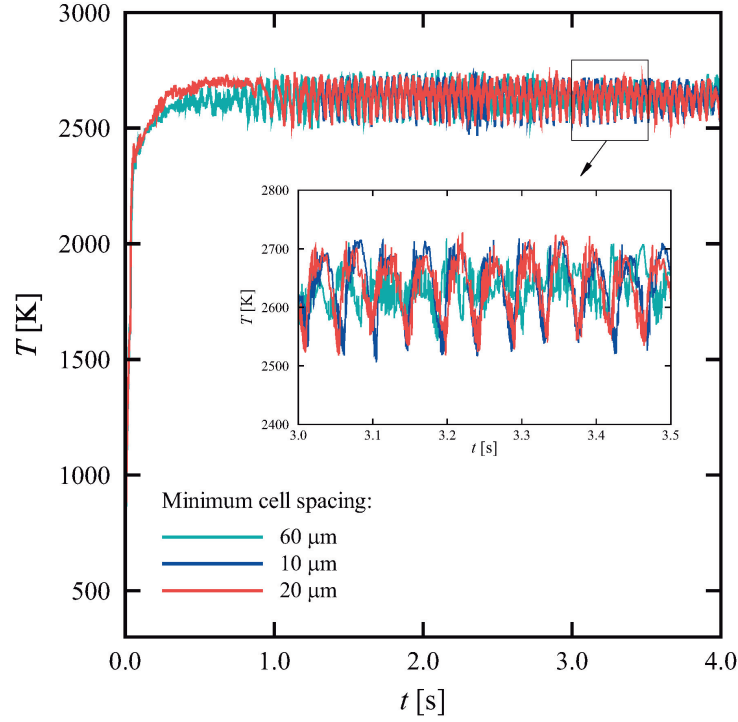 3000
2500
2000
1500
1000
500
T [K]
2800
2700
2600
2500
2400
T [K]
3.0 3.1 3.2 3.3 3.4 3.5
t [s]
Minimum cell spacing:
60 μm
10 μm
20 μm
0.0 1.0 2.0 3.0 4.0
t [s]